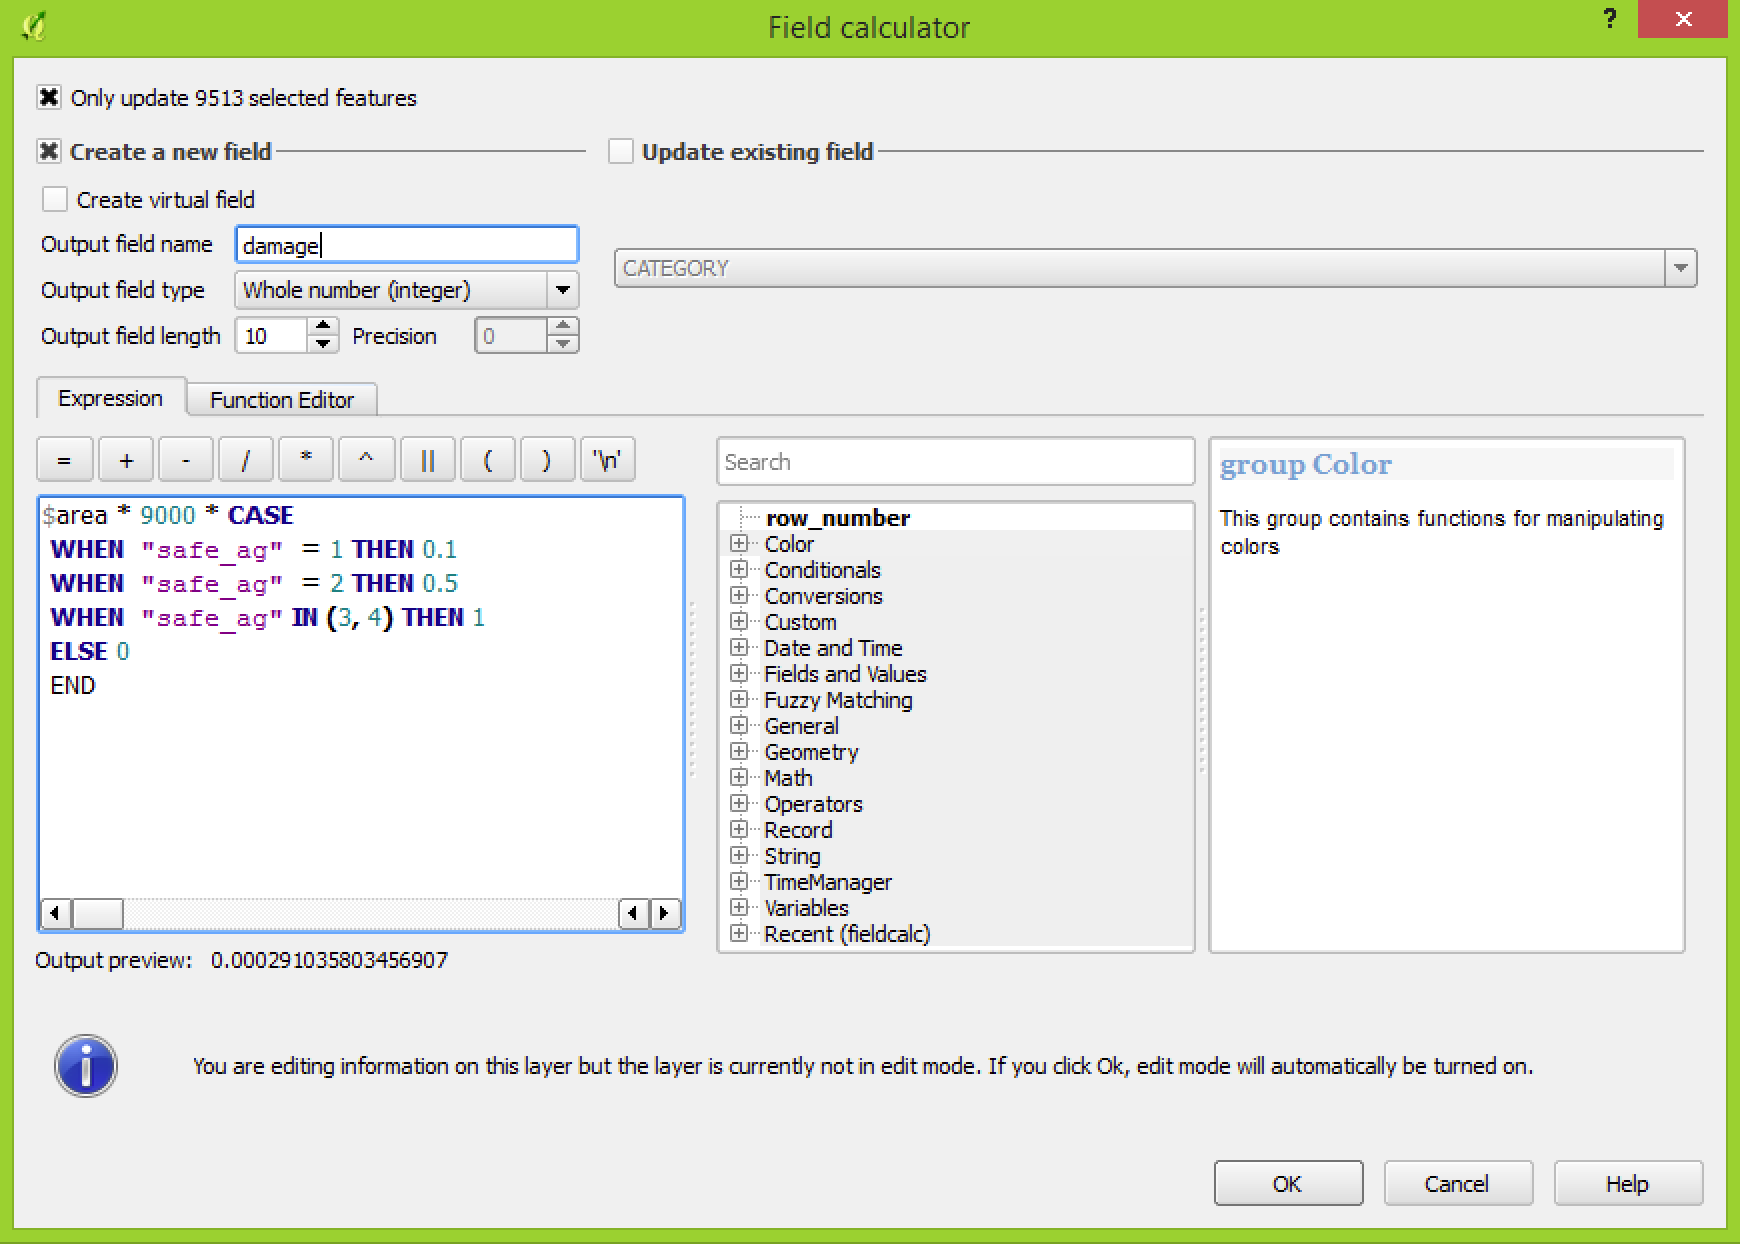 Field calculator
?
Only update 9513 selected features
Create a new field
Update existing field
Create virtual field
Output field name
damage
CATEGORY
Output field type
Whole number (integer)
Output field length
10
Precision
0
Expression
Function Editor
= + - / * ^ || ( ) '\n'
$area * 9000 * CASE
WHEN "safe_ag" = 1 THEN 0.1
WHEN "safe_ag" = 2 THEN 0.5
WHEN "safe_ag" IN (3, 4) THEN 1
ELSE 0
END
Output preview: 0.000291035803456907
Search
row_number
Color
Conditionals
Conversions
Custom
Date and Time
Fields and Values
Fuzzy Matching
General
Geometry
Math
Operators
Record
String
TimeManager
Variables
Recent (fieldcalc)
group Color
This group contains functions for manipulating
colors
You are editing information on this layer but the layer is currently not in edit mode. If you click Ok, edit mode will automatically be turned on.
OK
Cancel
Help